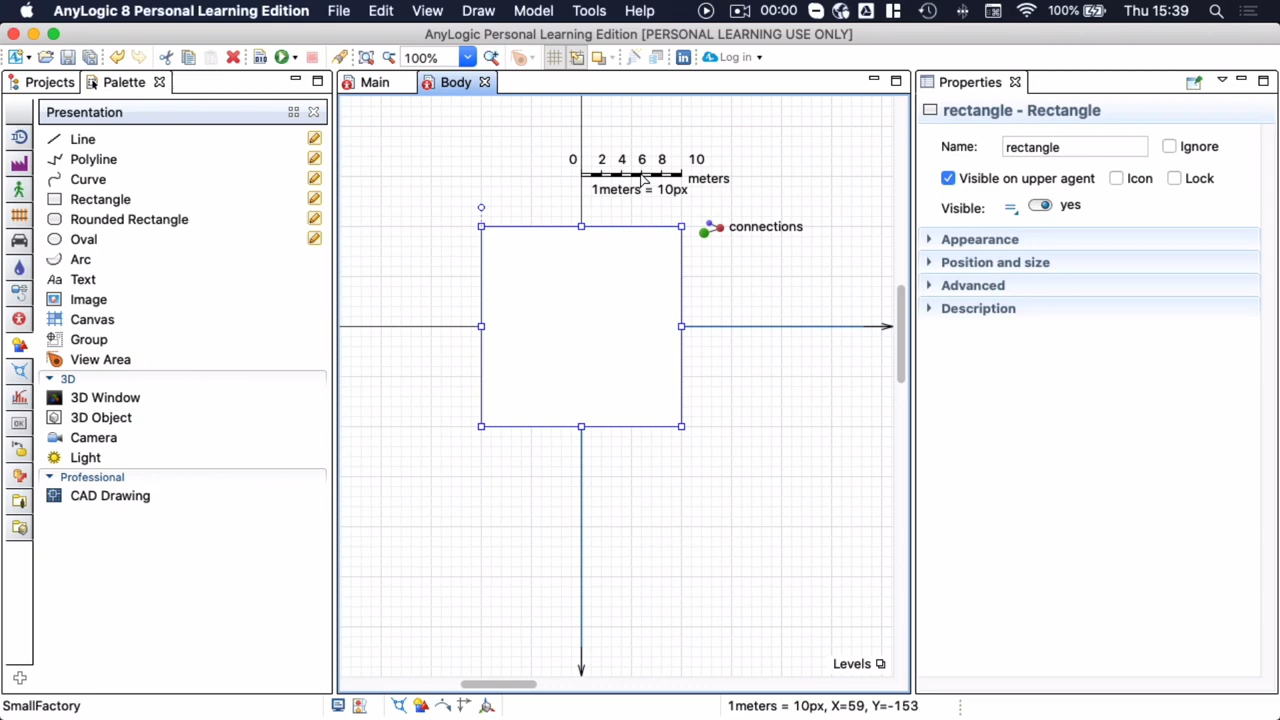 AnyLogic 8 Personal Learning Edition File Edit View Draw Model Tools Help 00:00 100% Thu 15:39
AnyLogic Personal Learning Edition [PERSONAL LEARNING USE ONLY]
100% Log in
Projects Palette Main Body Properties
Presentation
Line
Polyline
Curve
Rectangle
Rounded Rectangle
Oval
Arc
Text
Image
Canvas
Group
View Area
3D
3D Window
3D Object
Camera
Light
Professional
CAD Drawing
0 2 4 6 8 10
meters
1meters = 10px
connections
Levels
rectangle - Rectangle
Name: rectangle Ignore
Visible on upper agent Icon Lock
Visible: yes
Appearance
Position and size
Advanced
Description
SmallFactory 1meters = 10px, X=59, Y=-153